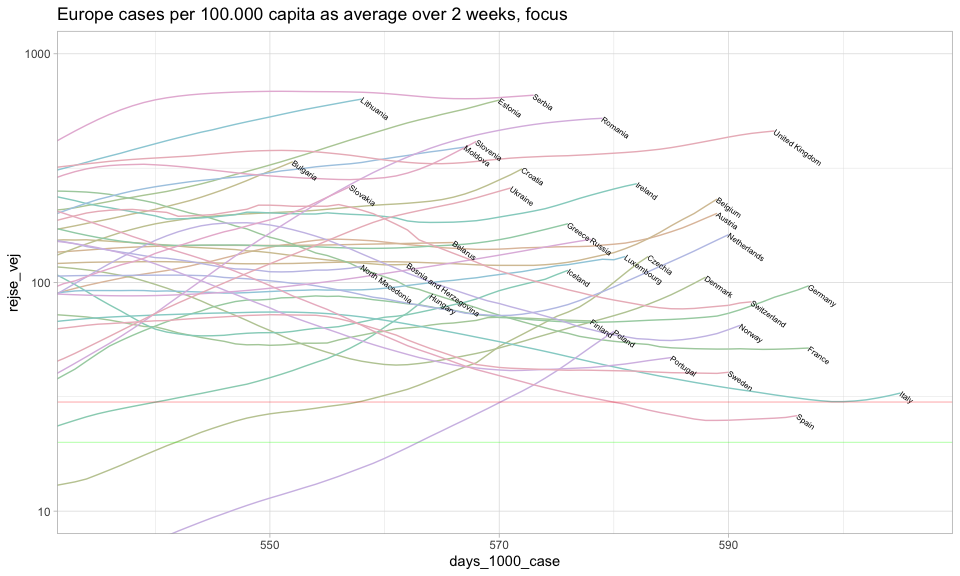 Europe cases per 100.000 capita as average over 2 weeks, focus
1000
Lithuania
Estonia
Serbia
Romania
United Kingdom
Slovenia
Moldova
Bulgaria
Croatia
Slovakia
Ukraine
Ireland
Belgium
Austria
Greece
Russia
Netherlands
Belarus
Luxembourg
Czechia
100
North Macedonia
Bosnia and Herzegovina
Iceland
Denmark
Germany
Hungary
Switzerland
Finland
Poland
Norway
France
Portugal
Sweden
Italy
Spain
10
rejse_vej
550
570
590
days_1000_case